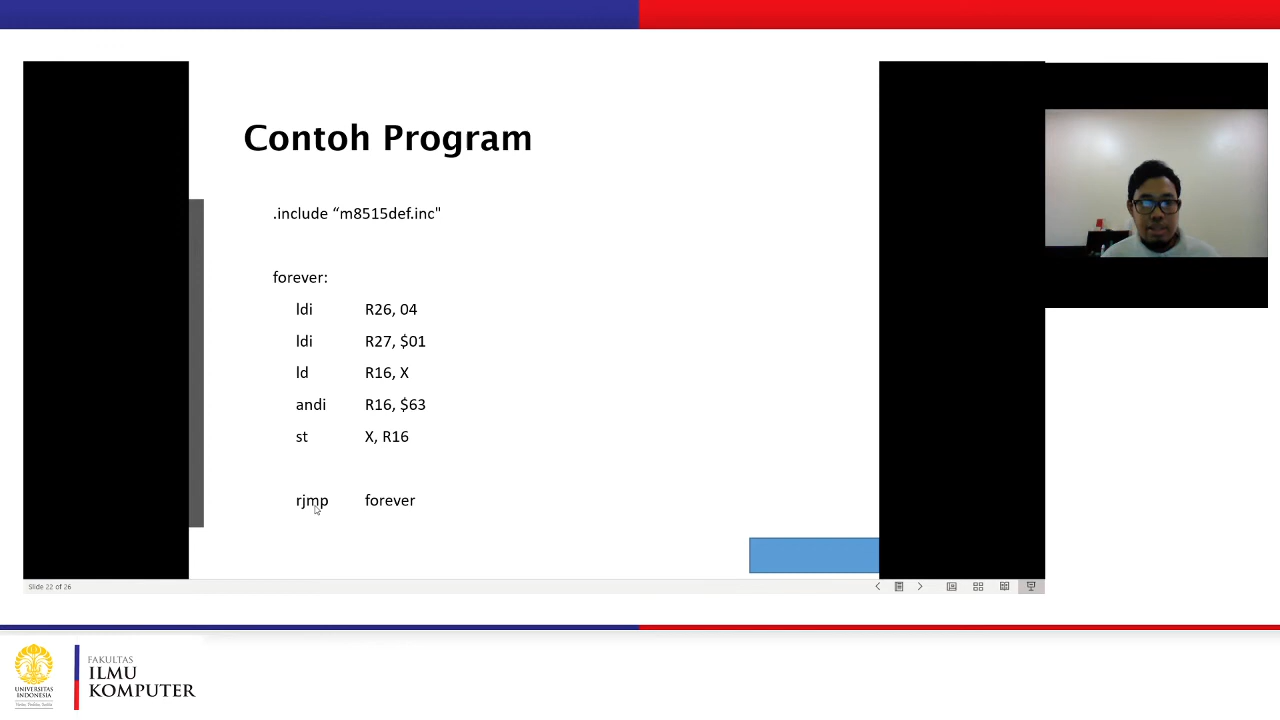 Contoh Program
.include “m8515def.inc"
forever:
ldi R26, 04
ldi R27, $01
ld R16, X
andi R16, $63
st X, R16
rjmp forever
Slide 22 of 26
UNIVERSITAS
INDONESIA
FAKULTAS
ILMU
KOMPUTER